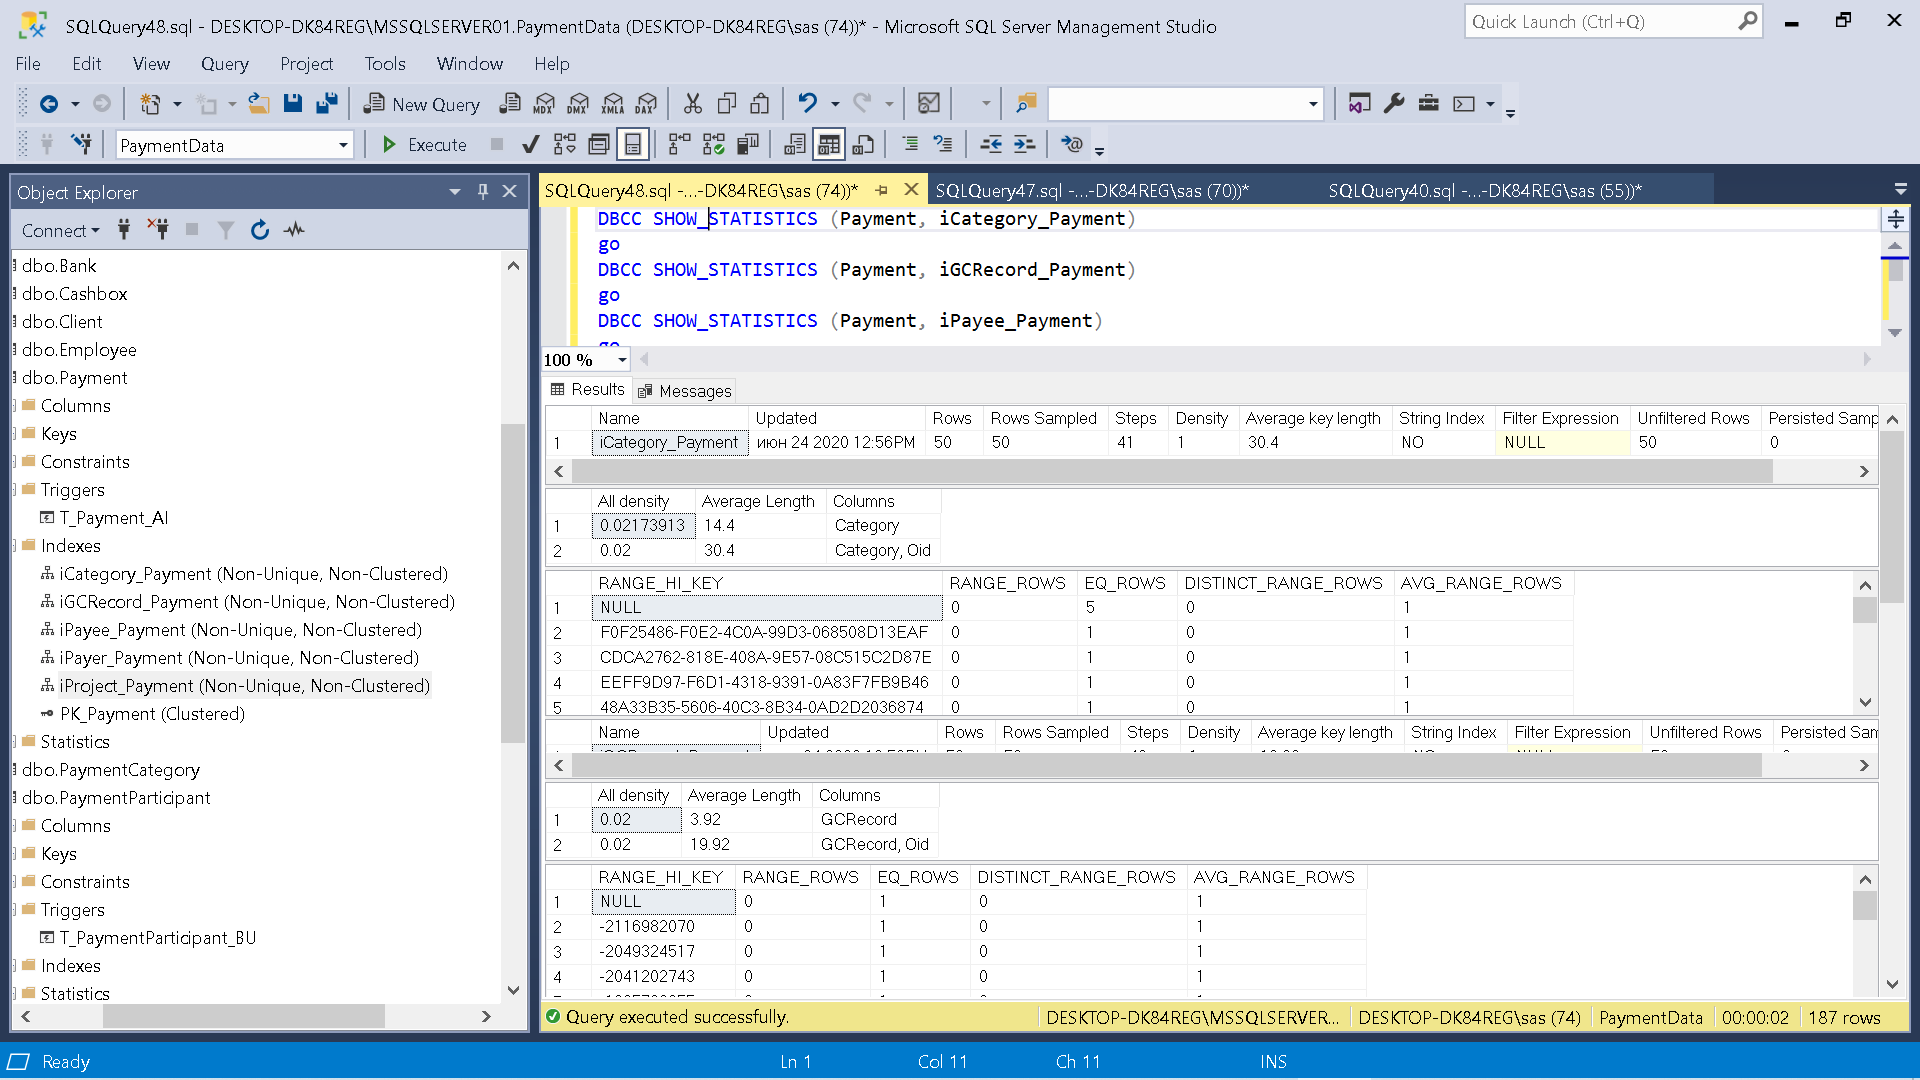 SQLQuery48.sql - DESKTOP-DK84REG\MSSQLSERVER01.PaymentData (DESKTOP-DK84REG\sas (74))* - Microsoft SQL Server Management Studio
Quick Launch (Ctrl+Q)
File Edit View Query Project Tools Window Help
New Query MDX DMX XMLA DAX
PaymentData Execute
Object Explorer
Connect
dbo.Bank
dbo.Cashbox
dbo.Client
dbo.Employee
dbo.Payment
Columns
Keys
Constraints
Triggers
T_Payment_AI
Indexes
iCategory_Payment (Non-Unique, Non-Clustered)
iGCRecord_Payment (Non-Unique, Non-Clustered)
iPayee_Payment (Non-Unique, Non-Clustered)
iPayer_Payment (Non-Unique, Non-Clustered)
iProject_Payment (Non-Unique, Non-Clustered)
PK_Payment (Clustered)
Statistics
dbo.PaymentCategory
dbo.PaymentParticipant
Columns
Keys
Constraints
Triggers
T_PaymentParticipant_BU
Indexes
Statistics
SQLQuery48.sql -...-DK84REG\sas (74))* SQLQuery47.sql -...-DK84REG\sas (70))* SQLQuery40.sql -...-DK84REG\sas (55))*
DBCC SHOW_STATISTICS (Payment, iCategory_Payment)
go
DBCC SHOW_STATISTICS (Payment, iGCRecord_Payment)
go
DBCC SHOW_STATISTICS (Payment, iPayee_Payment)
go
100 %
Results Messages
Name Updated Rows Rows Sampled Steps Density Average key length String Index Filter Expression Unfiltered Rows Persisted Samp
1 iCategory_Payment июн 24 2020 12:56PM 50 50 41 1 30.4 NO NULL 50 0
All density Average Length Columns
1 0.02173913 14.4 Category
2 0.02 30.4 Category, Oid
RANGE_HI_KEY RANGE_ROWS EQ_ROWS DISTINCT_RANGE_ROWS AVG_RANGE_ROWS
1 NULL 0 5 0 1
2 F0F25486-F0E2-4C0A-99D3-068508D13EAF 0 1 0 1
3 CDCA2762-818E-408A-9E57-08C515C2D87E 0 1 0 1
4 EEFF9D97-F6D1-4318-9391-0A83F7FB9B46 0 1 0 1
5 48A33B35-5606-40C3-8B34-0AD2D2036874 0 1 0 1
Name Updated Rows Rows Sampled Steps Density Average key length String Index Filter Expression Unfiltered Rows Persisted Sam
All density Average Length Columns
1 0.02 3.92 GCRecord
2 0.02 19.92 GCRecord, Oid
RANGE_HI_KEY RANGE_ROWS EQ_ROWS DISTINCT_RANGE_ROWS AVG_RANGE_ROWS
1 NULL 0 1 0 1
2 -2116982070 0 1 0 1
3 -2049324517 0 1 0 1
4 -2041202743 0 1 0 1
Query executed successfully. DESKTOP-DK84REG\MSSQLSERVER... DESKTOP-DK84REG\sas (74) PaymentData 00:00:02 187 rows
Ready Ln 1 Col 11 Ch 11 INS